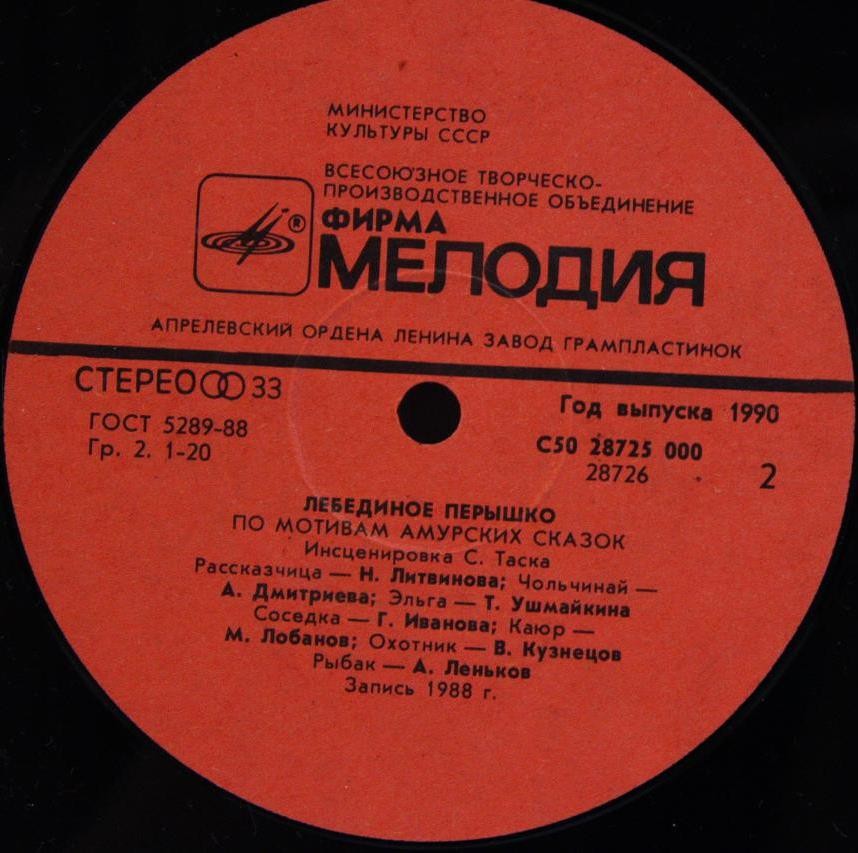 МИНИСТЕРСТВО
КУЛЬТУРЫ СССР
ВСЕСОЮЗНОЕ ТВОРЧЕСКО-
ПРОИЗВОДСТВЕННОЕ ОБЪЕДИНЕНИЕ
®
ФИРМА
МЕЛОДИЯ
АПРЕЛЕВСКИЙ ОРДЕНА ЛЕНИНА ЗАВОД ГРАМПЛАСТИНОК
СТЕРЕО 33
Год выпуска 1990
ГОСТ 5289-88
Гр. 2. 1-20
С50 28725 000
28726
2
ЛЕБЕДИНОЕ ПЕРЫШКО
ПО МОТИВАМ АМУРСКИХ СКАЗОК
Инсценировка С. Таска
Рассказчица — Н. Литвинова; Чольчинай —
А. Дмитриева; Эльга — Т. Ушмайкина
Соседка — Г. Иванова; Каюр —
М. Лобанов; Охотник — В. Кузнецов
Рыбак — А. Леньков
Запись 1988 г.